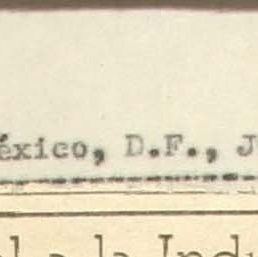 éxico, D.F., J
l a la Indu